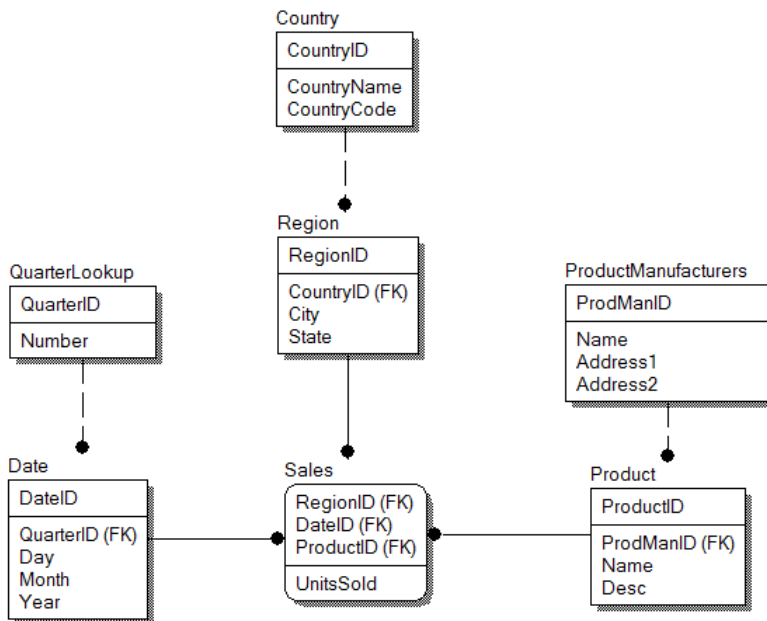 Country
CountryID
CountryName
CountryCode
Region
RegionID
CountryID (FK)
City
State
QuarterLookup
QuarterID
Number
ProductManufacturers
ProdManID
Name
Address1
Address2
Date
DateID
QuarterID (FK)
Day
Month
Year
Sales
RegionID (FK)
DateID (FK)
ProductID (FK)
UnitsSold
Product
ProductID
ProdManID (FK)
Name
Desc